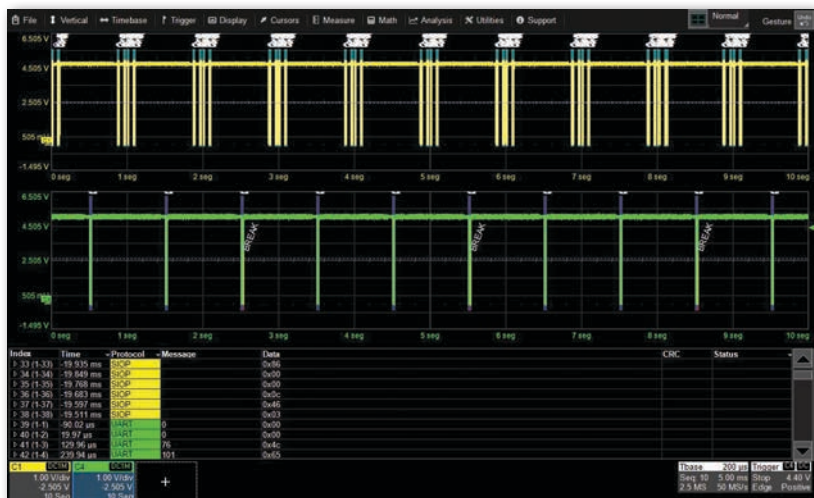 File Vertical Timebase Trigger Display Cursors Measure Math Analysis Utilities Support Normal Gesture Undo
6.505 V
4.505 V
2.505 V
505 mV
C1
-1.495 V
0 seg 1 seg 2 seg 3 seg 4 seg 5 seg 6 seg 7 seg 8 seg 9 seg 10 seg
6.505 V
4.505 V
BREAK BREAK BREAK
2.505 V
505 mV
-1.495 V
0 seg 1 seg 2 seg 3 seg 4 seg 5 seg 6 seg 7 seg 8 seg 9 seg 10 seg
Index Time Protocol Message Data CRC Status
33 (1-33) -19.935 ms SIOP 0x86
34 (1-34) -19.849 ms SIOP 0x00
35 (1-35) -19.768 ms SIOP 0x00
36 (1-36) -19.683 ms SIOP 0x0c
37 (1-37) -19.597 ms SIOP 0x46
38 (1-38) -19.511 ms SIOP 0x03
39 (1-1) -90.02 µs UART 0 0x00
40 (1-2) 19.97 µs UART 0 0x00
41 (1-3) 129.96 µs UART 76 0x4c
42 (1-4) 239.94 µs UART 101 0x65
C1 DC1M C4 DC1M Tbase 200 µs Trigger C4 DC
1.00 V/div 1.00 V/div + Seq: 10 5.00 ms Stop 4.40 V
-2.505 V -2.505 V 2.5 MS 50 MS/s Edge Positive
10 Seg 10 Seg